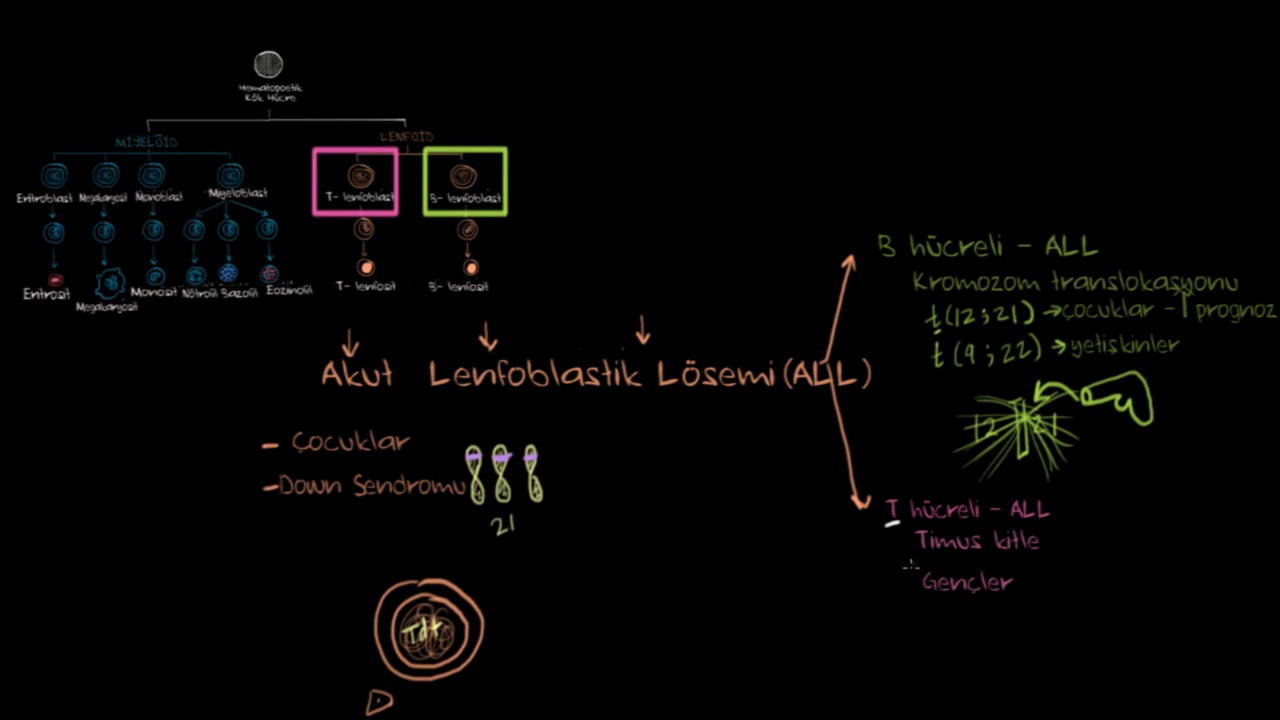 Hematopoetik
Kök Hücre
MİYELOİD
LENFOİD
Eritroblast Megakaryosit Monoblast Myeloblast T- lenfoblast B- lenfoblast
Eritrosit Megakaryosit Monosit Nötrofil Bazofil Eozinofil T- lenfosit B- lenfosit
Akut Lenfoblastik Lösemi (ALL)
- Çocuklar
- Down Sendromu
21
Tdt
B hücreli - ALL
Kromozom translokasyonu
t(12;21) → çocuklar - ↑ prognoz
t(9;22) → yetişkinler
12 21
T hücreli - ALL
Timus kitle
Gençler